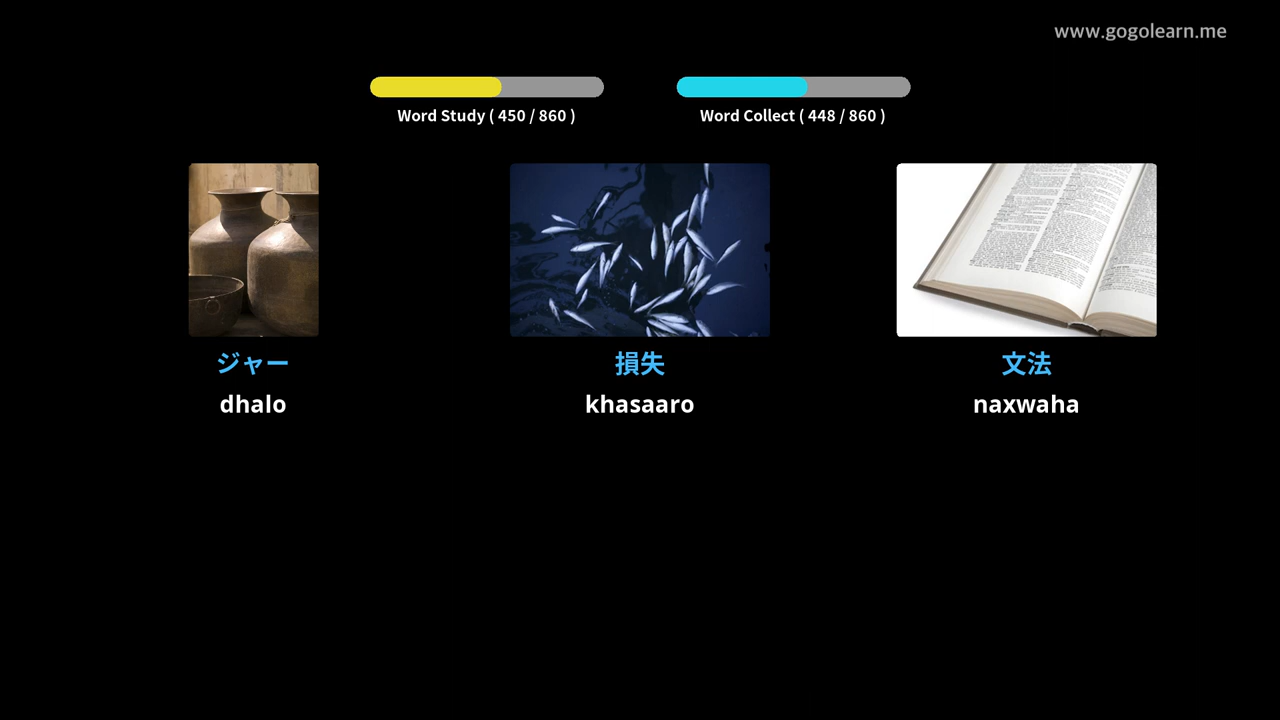 www.gogolearn.me
Word Study ( 450 / 860 )
Word Collect ( 448 / 860 )
ジャー
dhalo
損失
khasaaro
文法
naxwaha